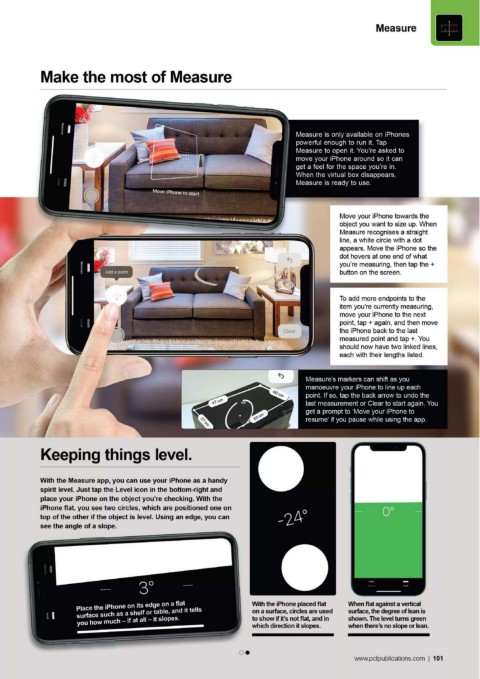 Measure
Make the most of Measure
Measure is only available on iPhones
powerful enough to run it. Tap
Measure to open it. You're asked to
move your iPhone around so it can
get a feel for the space you're in.
When the virtual box disappears,
Measure is ready to use.
Move iPhone to start
Move your iPhone towards the
object you want to size up. When
Measure recognises a straight
line, a white circle with a dot
appears. Move the iPhone so the
dot hovers at one end of what
you're measuring, then tap the +
button on the screen.
Add a point
Clear
To add more endpoints to the
item you're currently measuring,
move your iPhone to the next
point, tap + again, and then move
the iPhone back to the last
measured point and tap +. You
should now have two linked lines,
each with their lengths listed.
Measure's markers can shift as you
manoeuvre your iPhone to line up each
point. If so, tap the back arrow to undo the
last measurement or Clear to start again. You
get a prompt to 'Move your iPhone to
resume' if you pause while using the app.
Keeping things level.
With the Measure app, you can use your iPhone as a handy
spirit level. Just tap the Level icon in the bottom-right and
place your iPhone on the object you're checking. With the
iPhone flat, you see two circles, which are positioned one on
top of the other if the object is level. Using an edge, you can
see the angle of a slope.
-24°
0°
3°
Place the iPhone on its edge on a flat
surface such as a shelf or table, and it tells
you how much – if at all – it slopes.
With the iPhone placed flat
on a surface, circles are used
to show if it's not flat, and in
which direction it slopes.
When flat against a vertical
surface, the degree of lean is
shown. The level turns green
when there's no slope or lean.
www.pclpublications.com | 101